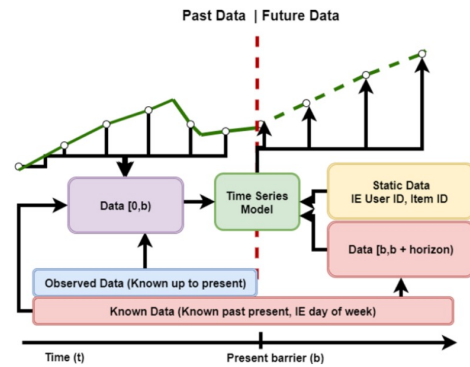 Past Data | Future Data
Data [0,b)
Time Series
Model
Static Data
IE User ID, Item ID
Data [b,b + horizon)
Observed Data (Known up to present)
Known Data (Known past present, IE day of week)
Time (t)
Present barrier (b)